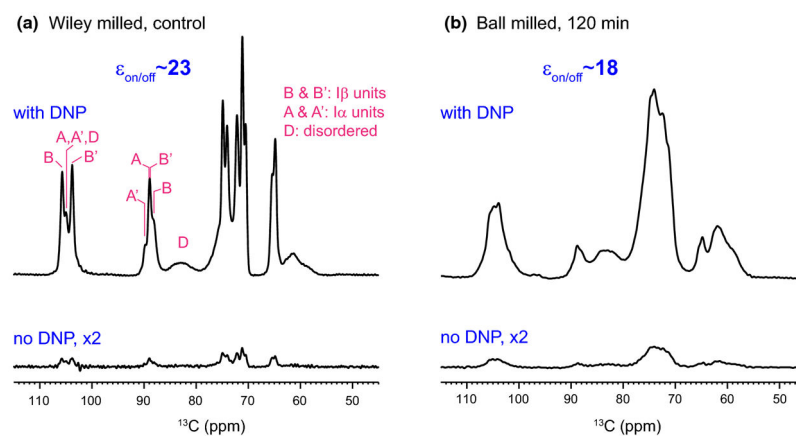 (a) Wiley milled, control
ε on/off ~23
with DNP
B & B’: Iβ units
A & A’: Iα units
D: disordered
A,A’,D
B
B’
A
B’
A’
B
D
no DNP, x2
110 100 90 80 70 60 50
¹³C (ppm)
(b) Ball milled, 120 min
ε on/off ~18
with DNP
no DNP, x2
110 100 90 80 70 60 50
¹³C (ppm)